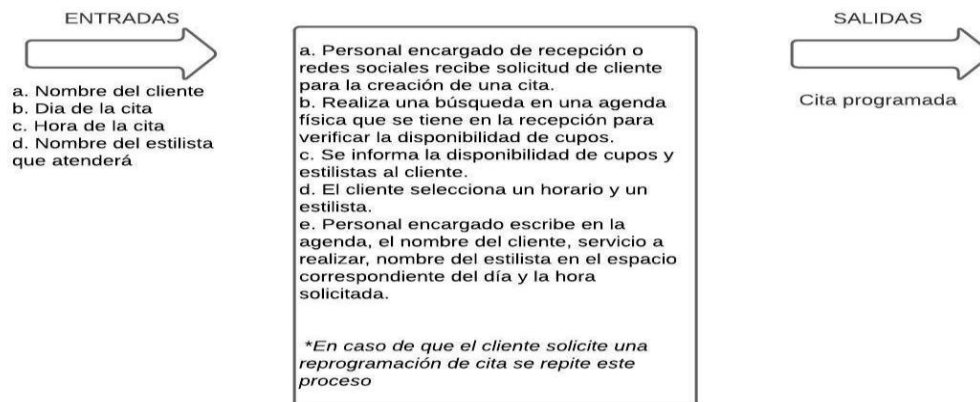 ENTRADAS
a. Nombre del cliente
b. Dia de la cita
c. Hora de la cita
d. Nombre del estilista
que atenderá
a. Personal encargado de recepción o
redes sociales recibe solicitud de cliente
para la creación de una cita.
b. Realiza una búsqueda en una agenda
física que se tiene en la recepción para
verificar la disponibilidad de cupos.
c. Se informa la disponibilidad de cupos y
estilistas al cliente.
d. El cliente selecciona un horario y un
estilista.
e. Personal encargado escribe en la
agenda, el nombre del cliente, servicio a
realizar, nombre del estilista en el espacio
correspondiente del día y la hora
solicitada.
*En caso de que el cliente solicite una
reprogramación de cita se repite este
proceso
SALIDAS
Cita programada